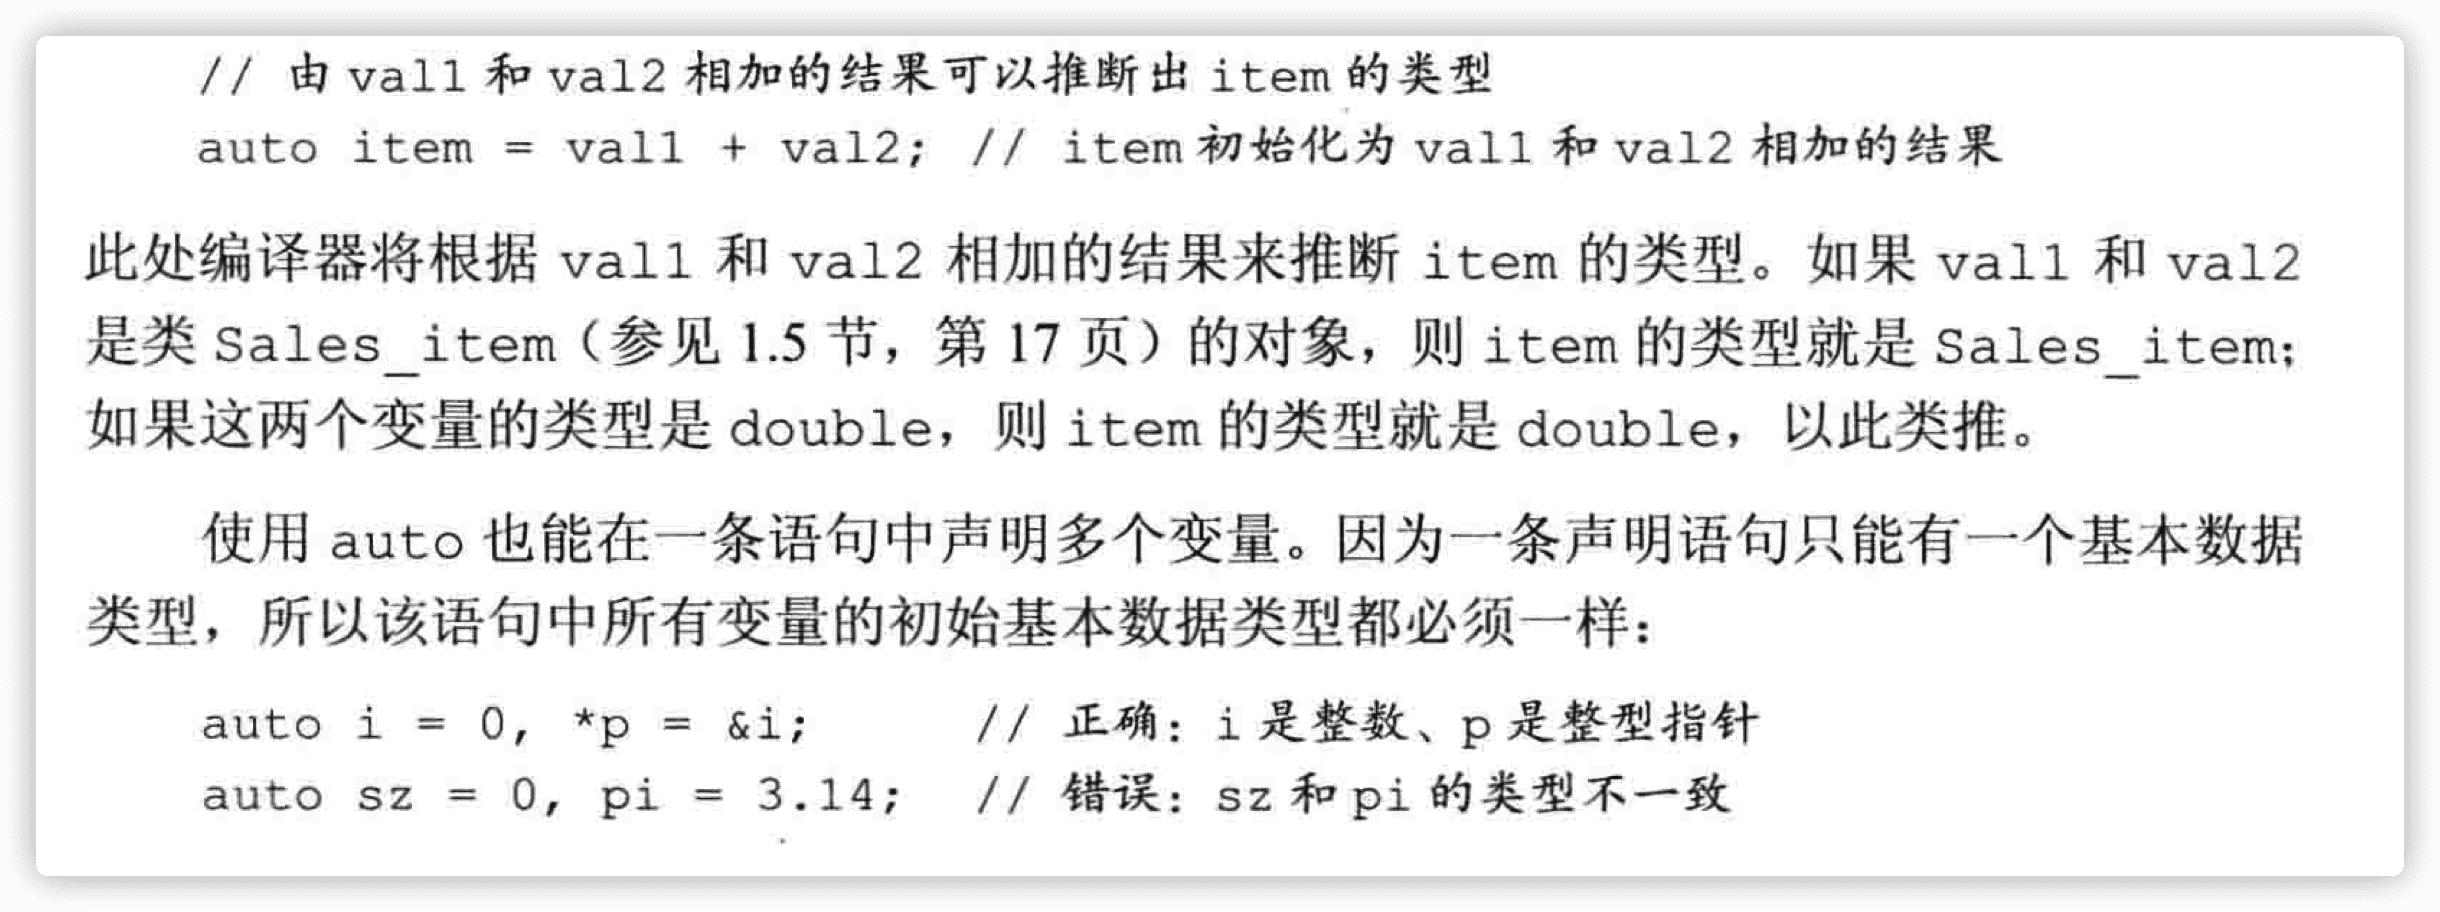 // 由 val1 和 val2 相加的结果可以推断出 item 的类型
auto item = val1 + val2; // item 初始化为 val1 和 val2 相加的结果
此处编译器将根据 val1 和 val2 相加的结果来推断 item 的类型。如果 val1 和 val2
是类 Sales_item（参见 1.5 节，第 17 页）的对象，则 item 的类型就是 Sales_item；
如果这两个变量的类型是 double，则 item 的类型就是 double，以此类推。
使用 auto 也能在一条语句中声明多个变量。因为一条声明语句只能有一个基本数据
类型，所以该语句中所有变量的初始基本数据类型都必须一样：
auto i = 0, *p = &i; // 正确：i 是整数、p 是整型指针
auto sz = 0, pi = 3.14; // 错误：sz 和 pi 的类型不一致